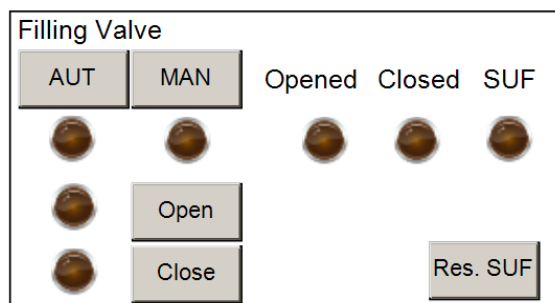 Filling Valve
AUT MAN Opened Closed SUF
Open
Close Res. SUF